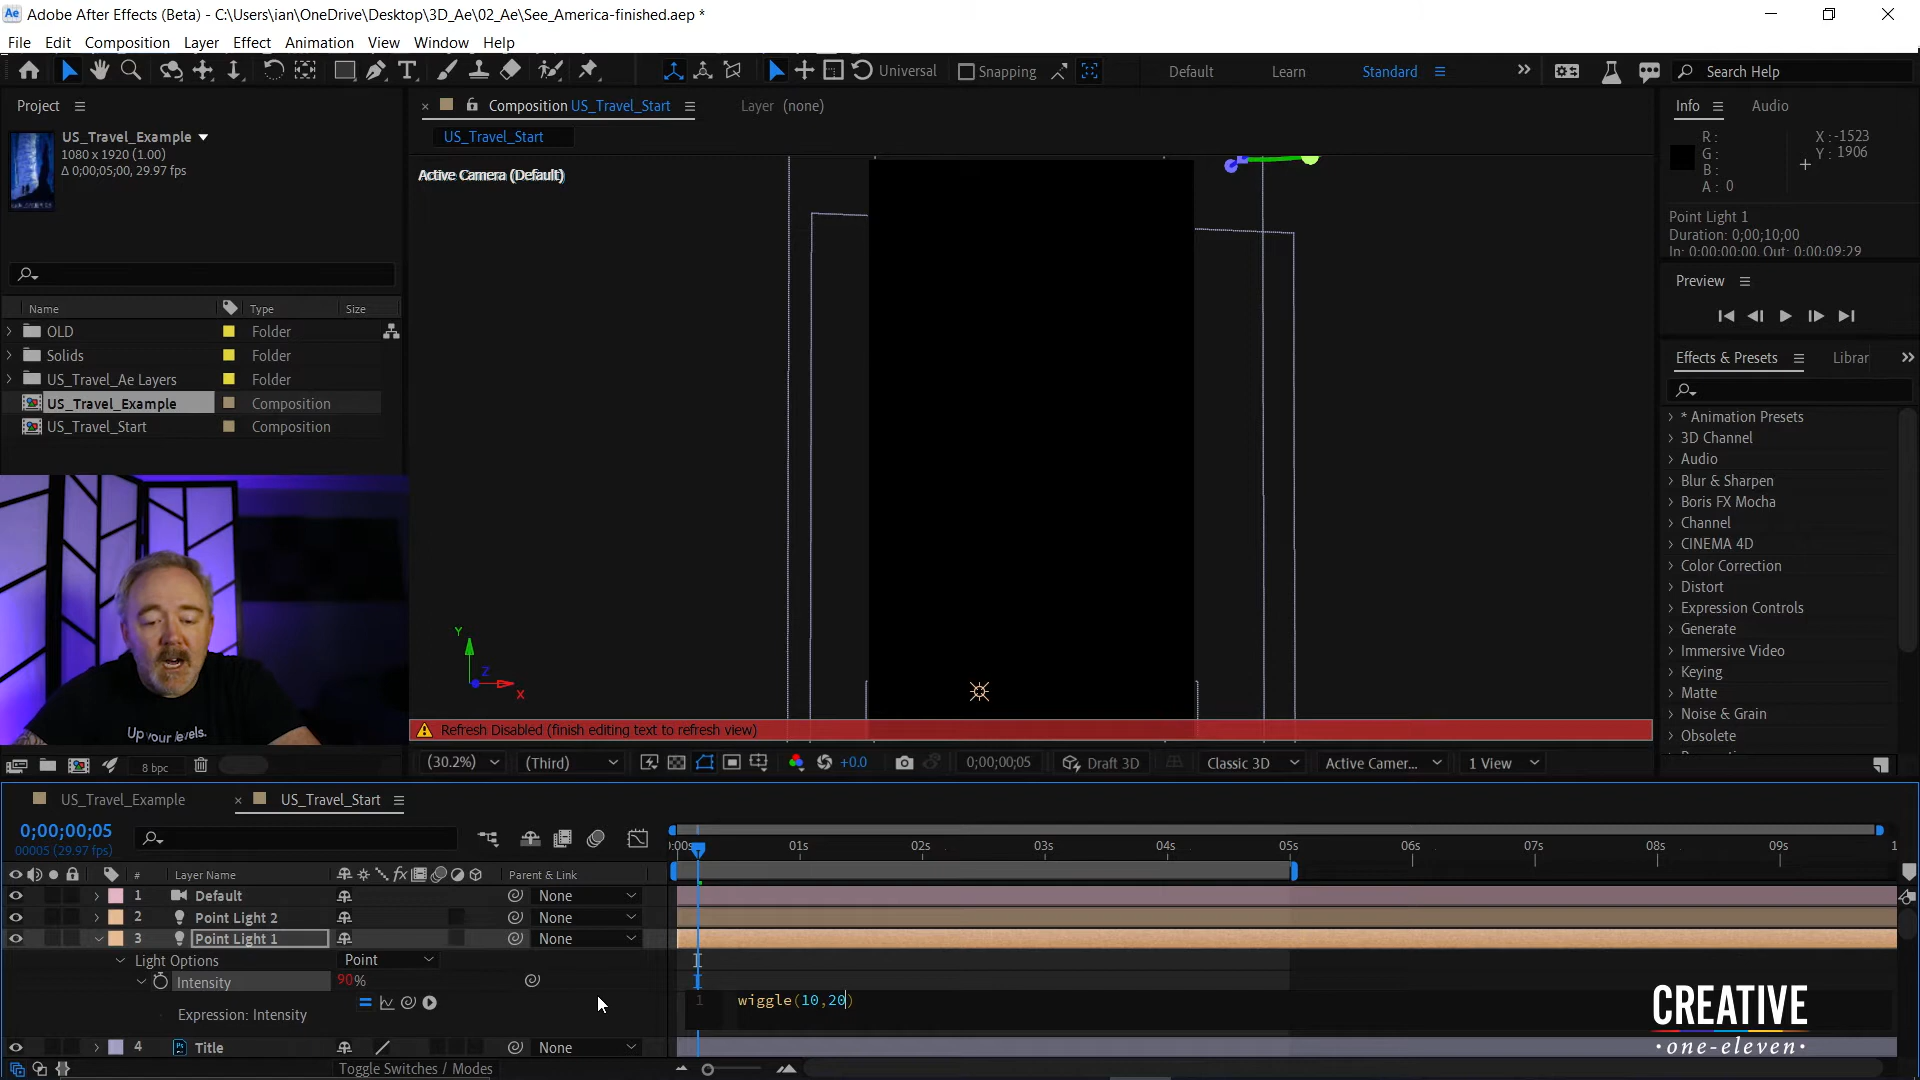 Adobe After Effects (Beta) - C:\Users\ian\OneDrive\Desktop\3D_Ae\02_Ae\See_America-finished.aep *
File Edit Composition Layer Effect Animation View Window Help
Universal Snapping Default Learn Standard Search Help
Project
US_Travel_Example
1080 x 1920 (1.00)
Δ 0;00;05;00, 29.97 fps
Name Type Size
OLD Folder
Solids Folder
US_Travel_Ae Layers Folder
US_Travel_Example Composition
US_Travel_Start Composition
Up your levels.
8 bpc
Composition US_Travel_Start
Layer (none)
US_Travel_Start
Active Camera (Default)
Y
Z
X
Refresh Disabled (finish editing text to refresh view)
(30.2%) (Third) +0.0 0;00;00;05 Draft 3D Classic 3D Active Camer... 1 View
Info Audio
R:
G:
B:
A: 0
X: -1523
Y: 1906
Point Light 1
Duration: 0;00;10;00
In: 0;00;00;00, Out: 0;00;09;29
Preview
Effects & Presets Librar
* Animation Presets
3D Channel
Audio
Blur & Sharpen
Boris FX Mocha
Channel
CINEMA 4D
Color Correction
Distort
Expression Controls
Generate
Immersive Video
Keying
Matte
Noise & Grain
Obsolete
US_Travel_Example
US_Travel_Start
0;00;00;05
00005 (29.97 fps)
):00s 01s 02s 03s 04s 05s 06s 07s 08s 09s 1
# Layer Name fx Parent & Link
1 Default None
2 Point Light 2 None
3 Point Light 1 None
Light Options Point
Intensity 90%
Expression: Intensity
1 wiggle(10,20)
4 Title None
Toggle Switches / Modes
CREATIVE
•one-eleven•